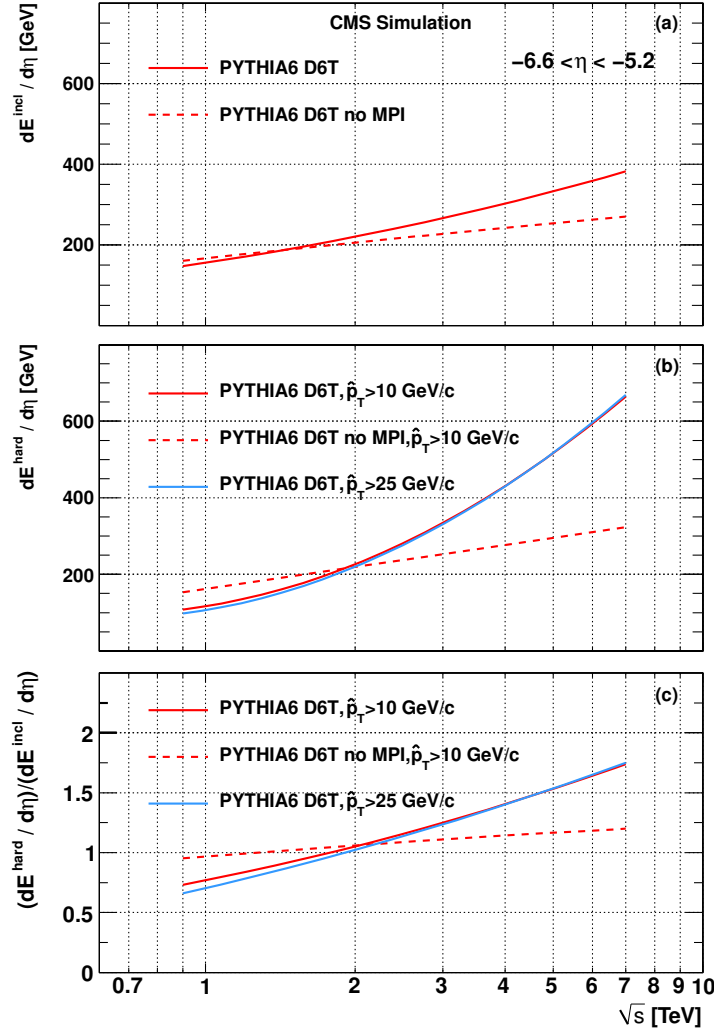 CMS Simulation
(a)
PYTHIA6 D6T
−6.6 < η < −5.2
PYTHIA6 D6T no MPI
dE^incl / dη [GeV]
600
400
200
(b)
PYTHIA6 D6T, p̂_T>10 GeV/c
PYTHIA6 D6T no MPI, p̂_T>10 GeV/c
PYTHIA6 D6T, p̂_T>25 GeV/c
dE^hard / dη [GeV]
600
400
200
(c)
PYTHIA6 D6T, p̂_T>10 GeV/c
PYTHIA6 D6T no MPI, p̂_T>10 GeV/c
PYTHIA6 D6T, p̂_T>25 GeV/c
(dE^hard / dη)/(dE^incl / dη)
2
1.5
1
0.5
0
0.7 1 2 3 4 5 6 7 8 9 10
√s [TeV]